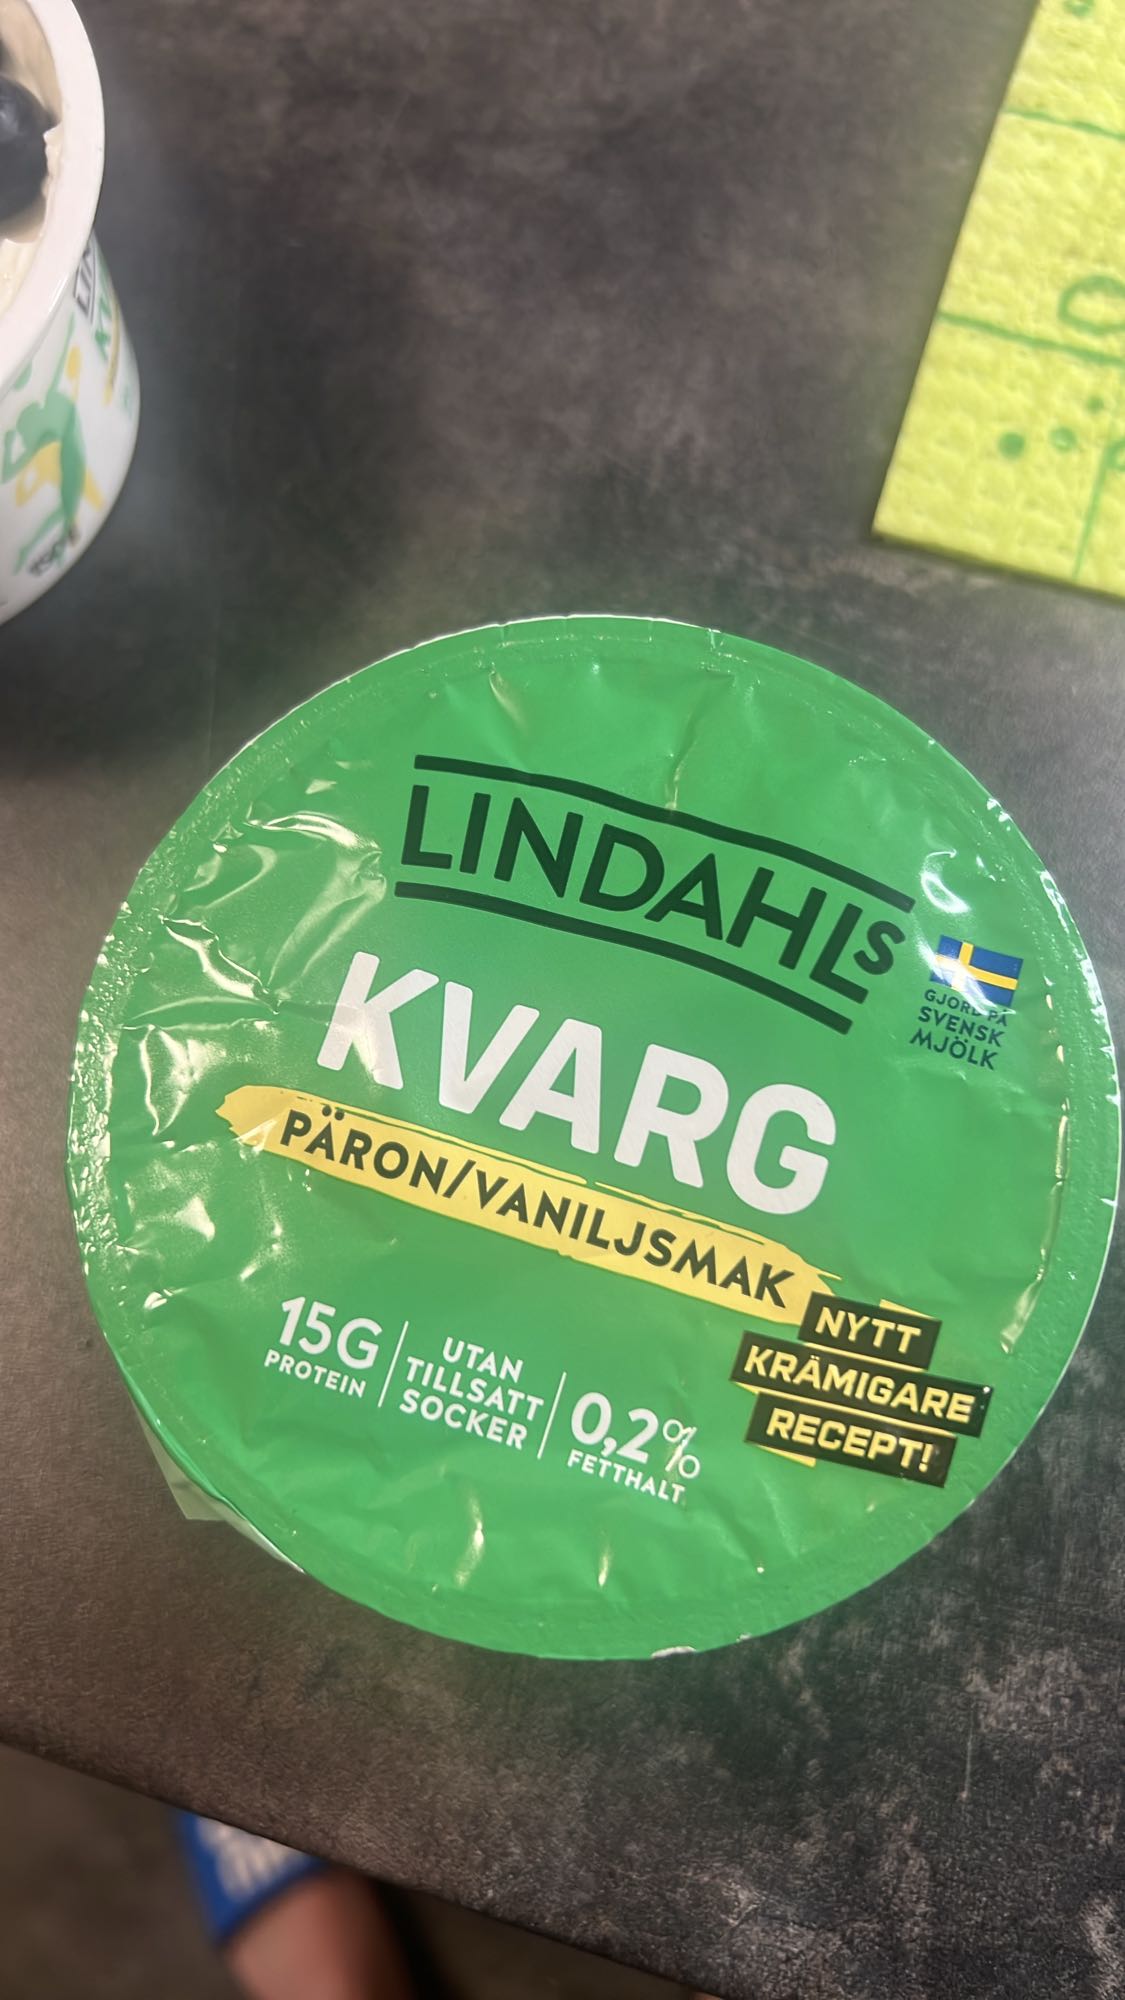 LINDAHLS
GJORD PÅ
SVENSK
MJÖLK
KVARG
PÄRON/VANILJSMAK
NYTT
KRÄMIGARE
RECEPT!
15G
PROTEIN
UTAN
TILLSATT
SOCKER
0,2%
FETTHALT